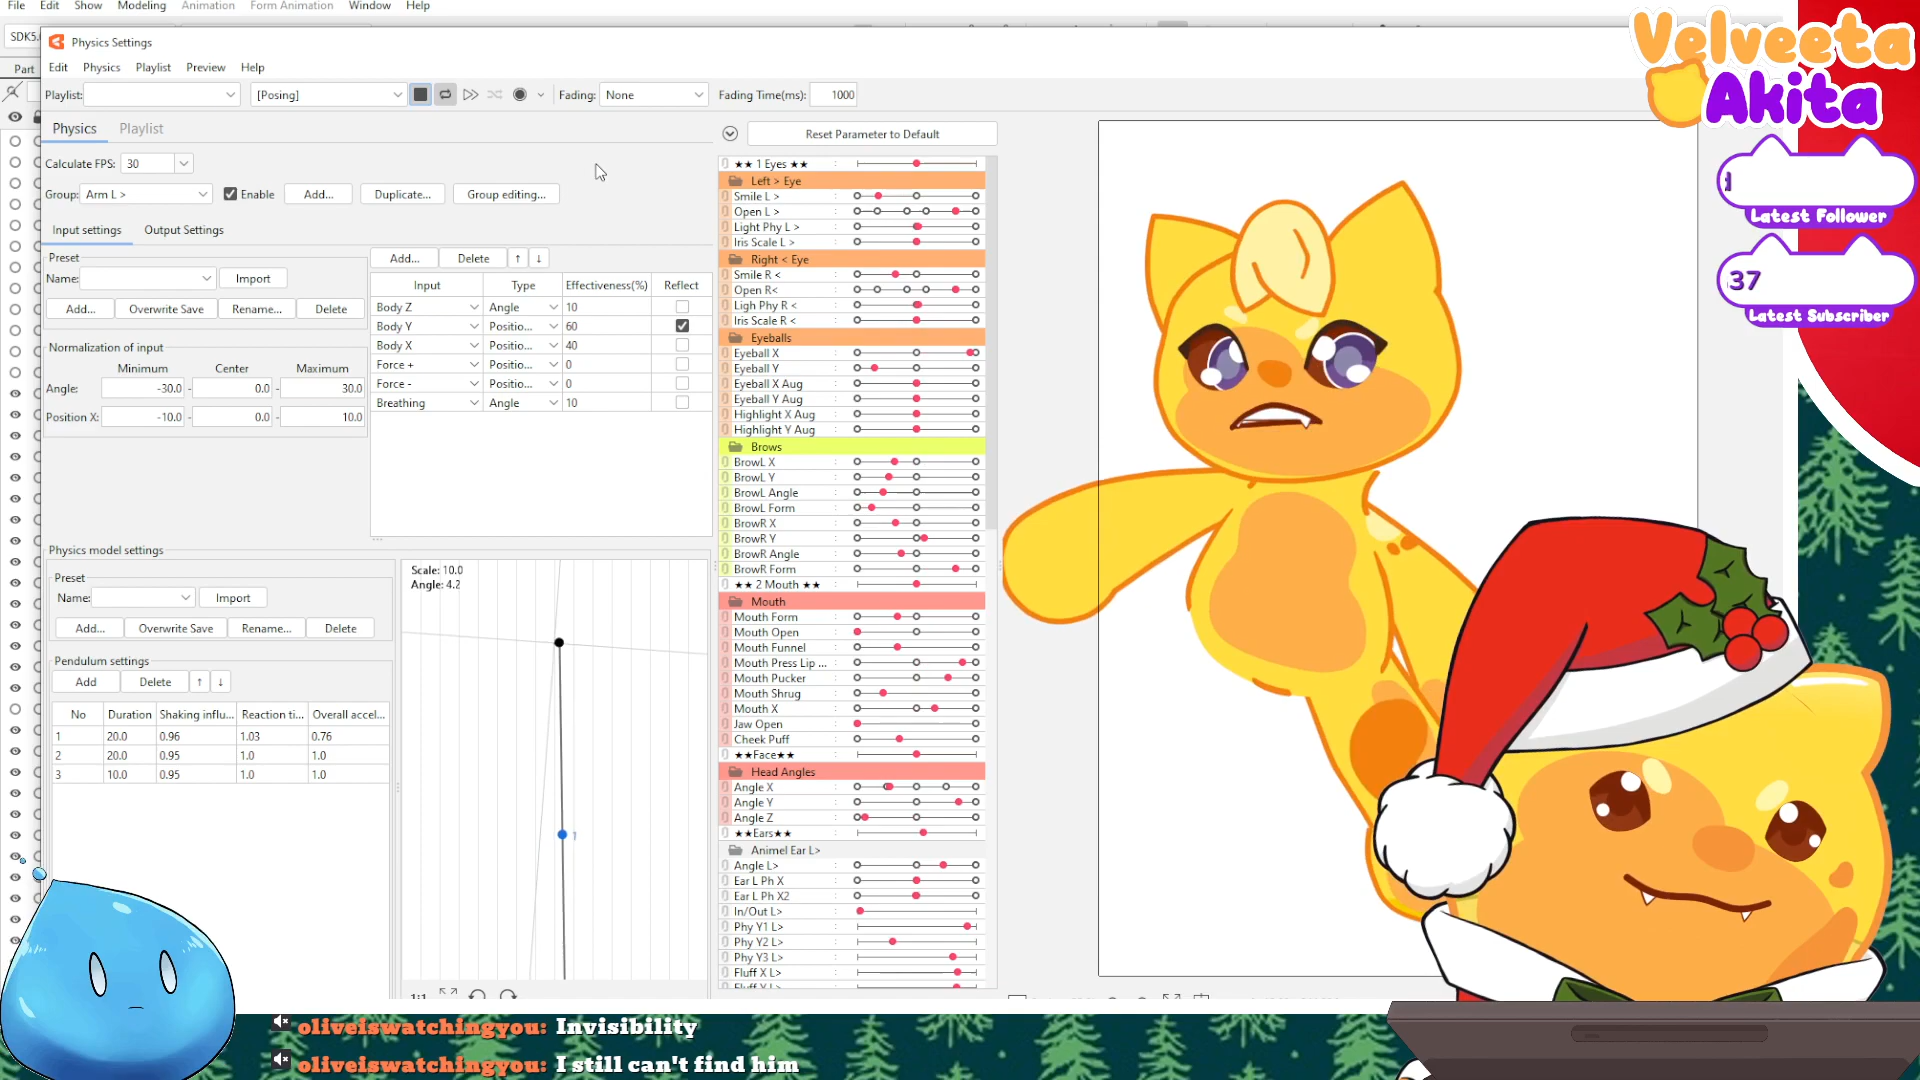 File Edit Show Modeling Animation Form Animation Window Help
Physics Settings
Edit Physics Playlist Preview Help
Playlist: [Posing] Fading: None Fading Time(ms): 1000
Part
Physics Playlist
Reset Parameter to Default
Calculate FPS: 30
Group: Arm L > Enable Add... Duplicate... Group editing...
Input settings Output Settings
Preset
Name: Import
Add... Overwrite Save Rename... Delete
Normalization of input
Minimum Center Maximum
Angle: -30.0 - 0.0 - 30.0
Position X: -10.0 - 0.0 - 10.0
Add... Delete ↑ ↓
Input Type Effectiveness(%) Reflect
Body Z Angle 10
Body Y Positio... 60
Body X Positio... 40
Force + Positio... 0
Force - Positio... 0
Breathing Angle 10
Physics model settings
Preset
Name: Import
Add... Overwrite Save Rename... Delete
Pendulum settings
Add Delete ↑ ↓
No Duration Shaking influ... Reaction ti... Overall accel...
1 20.0 0.96 1.03 0.76
2 20.0 0.95 1.0 1.0
3 10.0 0.95 1.0 1.0
Scale: 10.0
Angle: 4.2
1
★★ 1 Eyes ★★ :
Left > Eye
Smile L > :
Open L > :
Light Phy L > :
Iris Scale L > :
Right < Eye
Smile R < :
Open R< :
Ligh Phy R < :
Iris Scale R < :
Eyeballs
Eyeball X :
Eyeball Y :
Eyeball X Aug :
Eyeball Y Aug :
Highlight X Aug :
Highlight Y Aug :
Brows
BrowL X :
BrowL Y :
BrowL Angle :
BrowL Form :
BrowR X :
BrowR Y :
BrowR Angle :
BrowR Form :
★★ 2 Mouth ★★ :
Mouth
Mouth Form :
Mouth Open :
Mouth Funnel :
Mouth Press Lip ... :
Mouth Pucker :
Mouth Shrug :
Mouth X :
Jaw Open :
Cheek Puff :
★★Face★★ :
Head Angles
Angle X :
Angle Y :
Angle Z :
★★Ears★★ :
Animel Ear L>
Angle L> :
Ear L Ph X :
Ear L Ph X2 :
In/Out L> :
Phy Y1 L> :
Phy Y2 L> :
Phy Y3 L> :
Fluff X L> :
Velveeta
Akita
Latest Follower
37
Latest Subscriber
oliveiswatchingyou: Invisibility
oliveiswatchingyou: I still can't find him